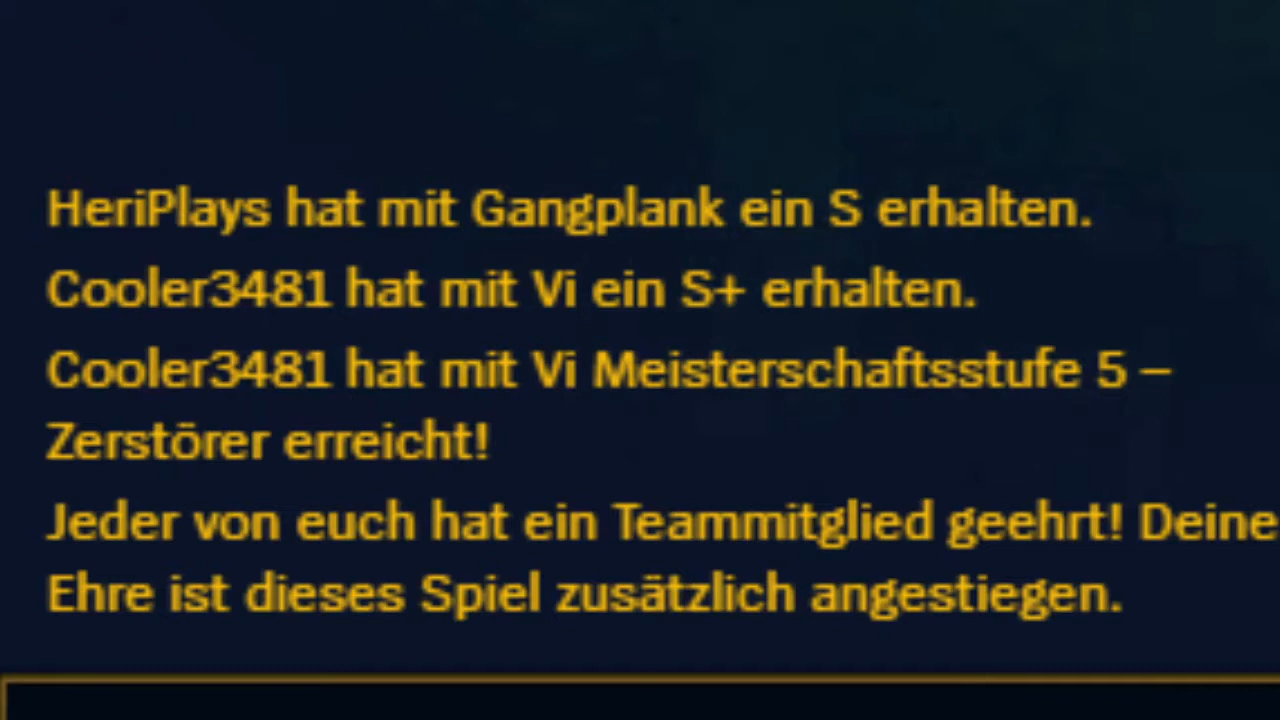 HeriPlays hat mit Gangplank ein S erhalten.
Cooler3481 hat mit Vi ein S+ erhalten.
Cooler3481 hat mit Vi Meisterschaftsstufe 5 –
Zerstörer erreicht!
Jeder von euch hat ein Teammitglied geehrt! Deine
Ehre ist dieses Spiel zusätzlich angestiegen.